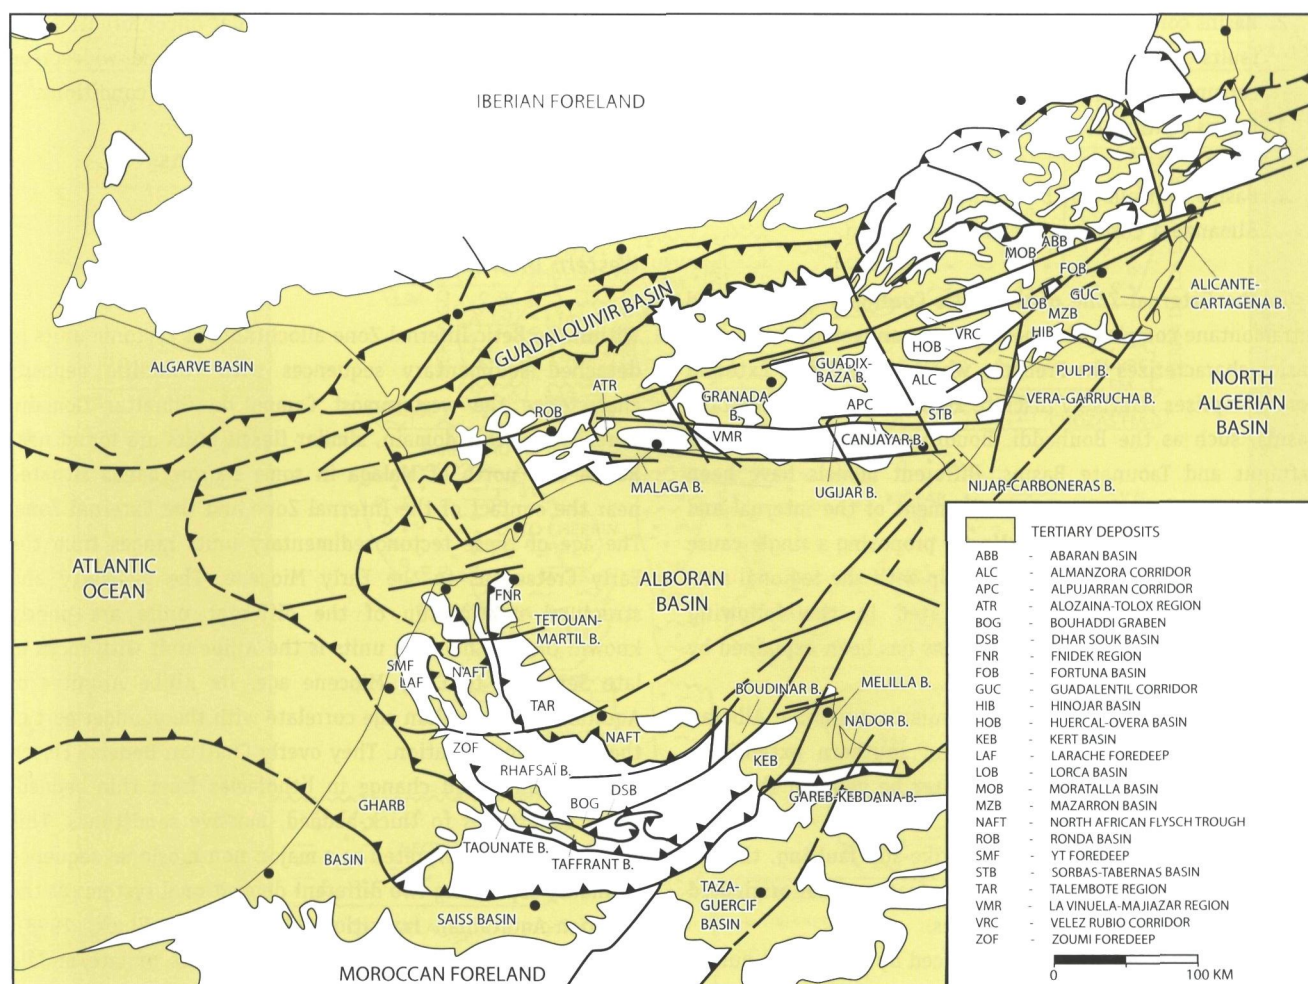 IBERIAN FORELAND
ABB
MOB
FOB
GUC
LOB
MZB
HIB
ALICANTE-
CARTAGENA B.
GUADALQUIVIR BASIN
VRC
HOB
ALC
PULPI B.
VERA-GARRUCHA B.
NORTH
ALGERIAN
BASIN
ALGARVE BASIN
ATR
GUADIX-
BAZA B.
GRANADA
B.
APC
STB
ROB
VMR
CANJAYAR B.
MALAGA B.
UGIJAR B.
NIJAR-CARBONERAS B.
ATLANTIC
OCEAN
ALBORAN
BASIN
FNR
TETOUAN-
MARTIL B.
SMF
LAF
NAFT
TAR
NAFT
BOUDINAR B.
MELILLA B.
NADOR B.
ZOF
KEB
RHAFSAÏ B.
DSB
BOG
GAREB-KEBDANA-B.
GHARB
BASIN
TAOUNATE B.
TAFFRANT B.
SAISS BASIN
TAZA-
GUERCIF
BASIN
MOROCCAN FORELAND
TERTIARY DEPOSITS
ABB - ABARAN BASIN
ALC - ALMANZORA CORRIDOR
APC - ALPUJARRAN CORRIDOR
ATR - ALOZAINA-TOLOX REGION
BOG - BOUHADDI GRABEN
DSB - DHAR SOUK BASIN
FNR - FNIDEK REGION
FOB - FORTUNA BASIN
GUC - GUADALENTIL CORRIDOR
HIB - HINOJAR BASIN
HOB - HUERCAL-OVERA BASIN
KEB - KERT BASIN
LAF - LARACHE FOREDEEP
LOB - LORCA BASIN
MOB - MORATALLA BASIN
MZB - MAZARRON BASIN
NAFT - NORTH AFRICAN FLYSCH TROUGH
ROB - RONDA BASIN
SMF - YT FOREDEEP
STB - SORBAS-TABERNAS BASIN
TAR - TALEMBOTE REGION
VMR - LA VINUELA-MAJIAZAR REGION
VRC - VELEZ RUBIO CORRIDOR
ZOF - ZOUMI FOREDEEP
0 100 KM